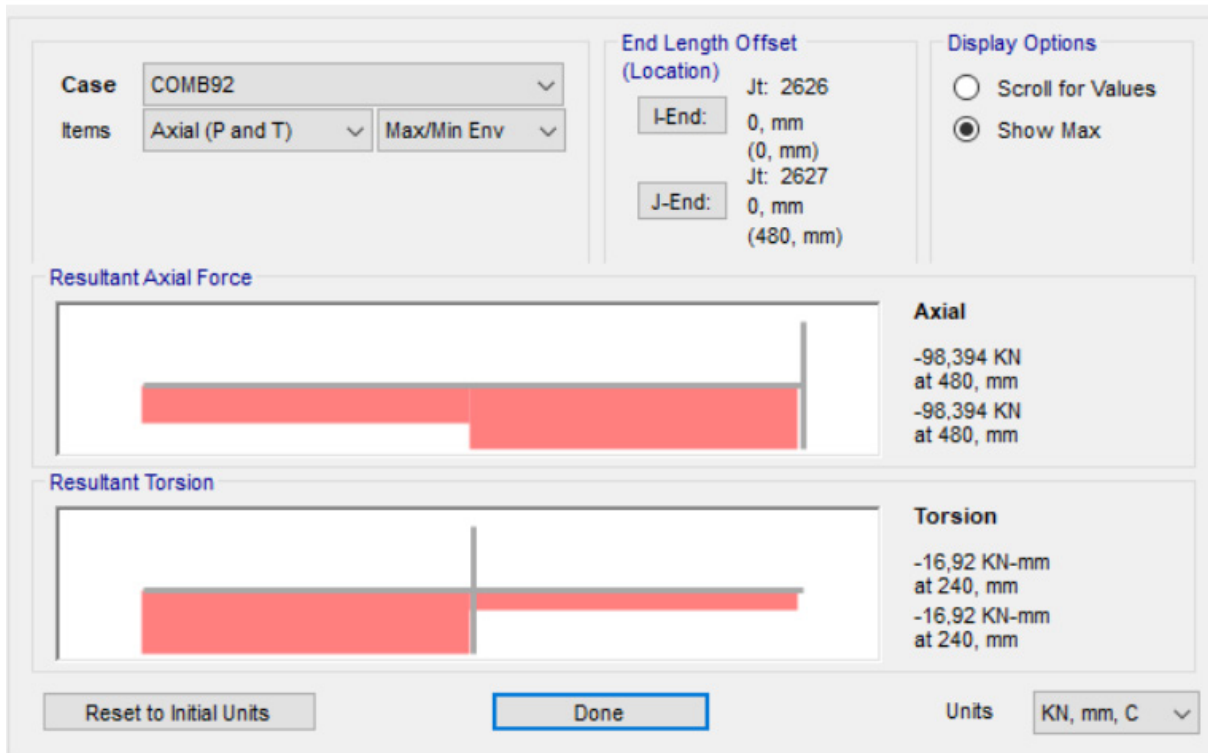 Case
COMB92
Items
Axial (P and T)
Max/Min Env
End Length Offset
(Location)
I-End:
Jt: 2626
0, mm
(0, mm)
J-End:
Jt: 2627
0, mm
(480, mm)
Display Options
Scroll for Values
Show Max
Resultant Axial Force
Axial
-98,394 KN
at 480, mm
-98,394 KN
at 480, mm
Resultant Torsion
Torsion
-16,92 KN-mm
at 240, mm
-16,92 KN-mm
at 240, mm
Reset to Initial Units
Done
Units
KN, mm, C